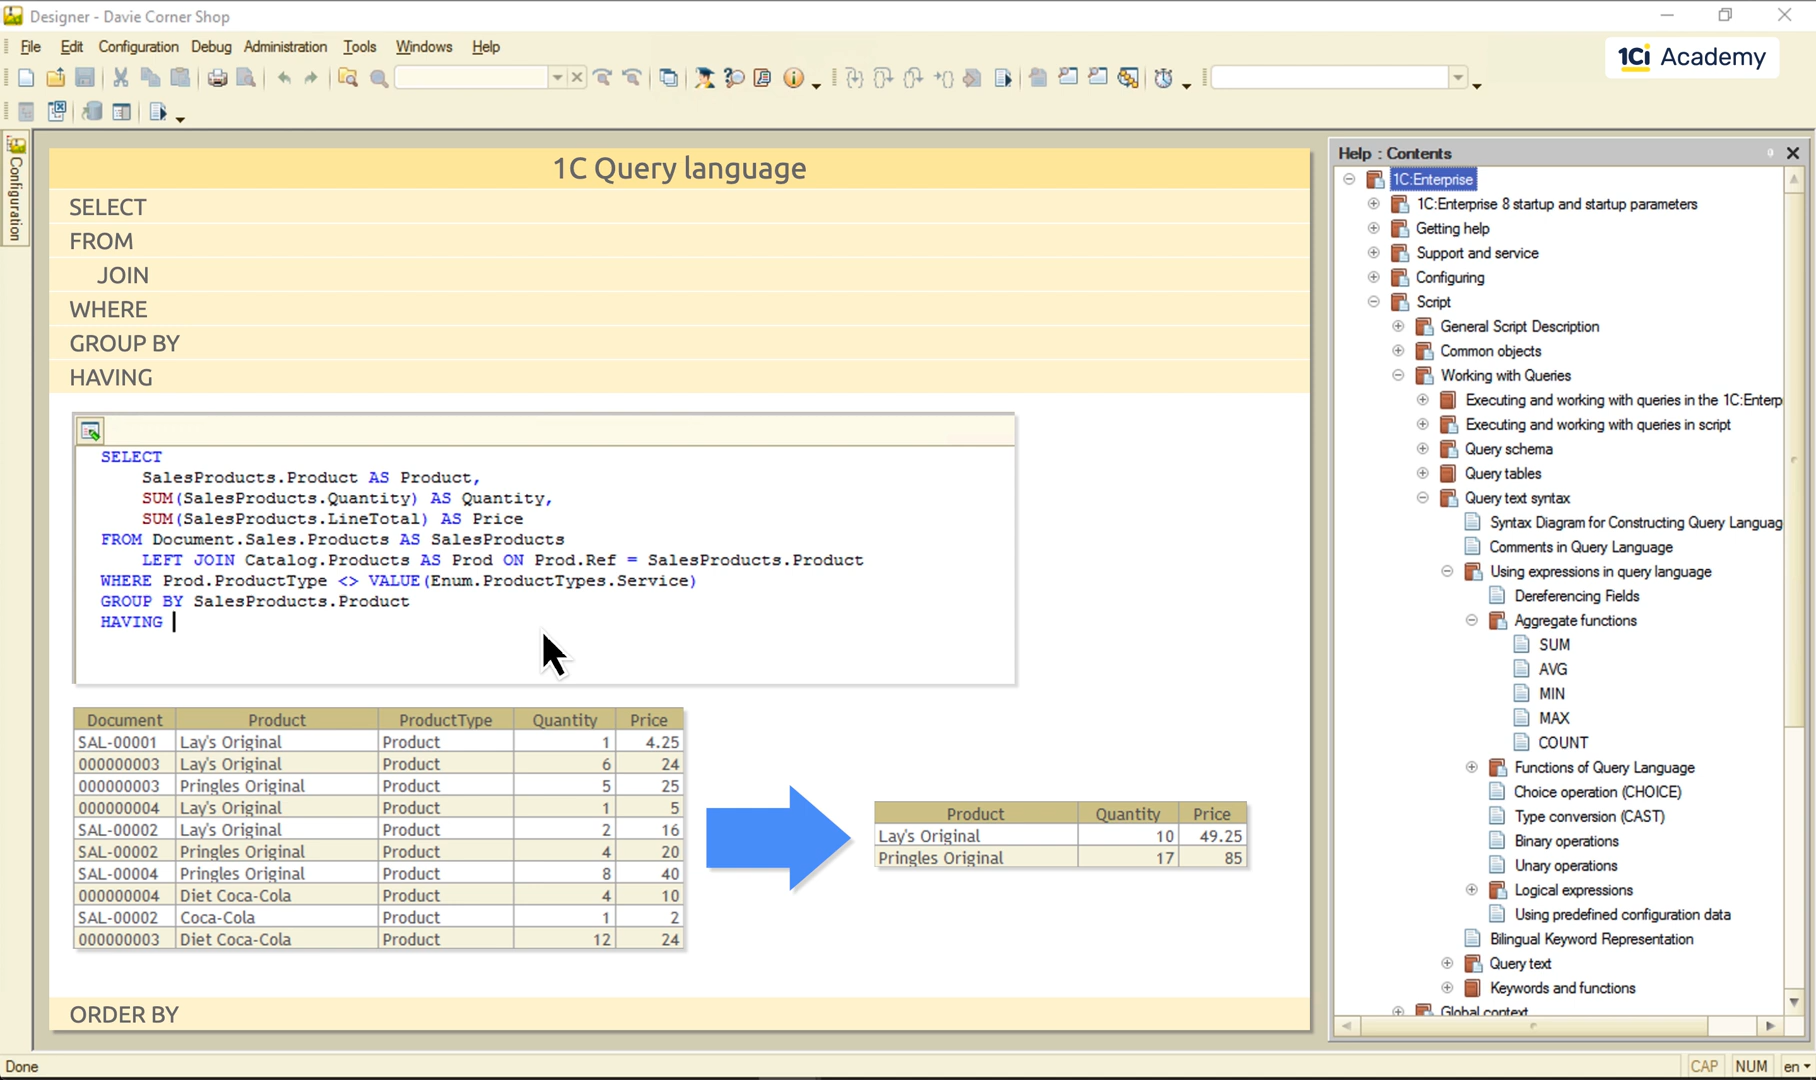 Designer - Davie Corner Shop
File Edit Configuration Debug Administration Tools Windows Help
1Ci Academy
Configuration
1C Query language
SELECT
FROM
JOIN
WHERE
GROUP BY
HAVING
SELECT
SalesProducts.Product AS Product,
SUM(SalesProducts.Quantity) AS Quantity,
SUM(SalesProducts.LineTotal) AS Price
FROM Document.Sales.Products AS SalesProducts
LEFT JOIN Catalog.Products AS Prod ON Prod.Ref = SalesProducts.Product
WHERE Prod.ProductType <> VALUE(Enum.ProductTypes.Service)
GROUP BY SalesProducts.Product
HAVING
Document Product ProductType Quantity Price
SAL-00001 Lay's Original Product 1 4.25
000000003 Lay's Original Product 6 24
000000003 Pringles Original Product 5 25
000000004 Lay's Original Product 1 5
SAL-00002 Lay's Original Product 2 16
SAL-00002 Pringles Original Product 4 20
SAL-00004 Pringles Original Product 8 40
000000004 Diet Coca-Cola Product 4 10
SAL-00002 Coca-Cola Product 1 2
000000003 Diet Coca-Cola Product 12 24
Product Quantity Price
Lay's Original 10 49.25
Pringles Original 17 85
ORDER BY
Help : Contents
1C:Enterprise
1C:Enterprise 8 startup and startup parameters
Getting help
Support and service
Configuring
Script
General Script Description
Common objects
Working with Queries
Executing and working with queries in the 1C:Enterp
Executing and working with queries in script
Query schema
Query tables
Query text syntax
Syntax Diagram for Constructing Query Languag
Comments in Query Language
Using expressions in query language
Dereferencing Fields
Aggregate functions
SUM
AVG
MIN
MAX
COUNT
Functions of Query Language
Choice operation (CHOICE)
Type conversion (CAST)
Binary operations
Unary operations
Logical expressions
Using predefined configuration data
Bilingual Keyword Representation
Query text
Keywords and functions
Global context
Done
CAP NUM en